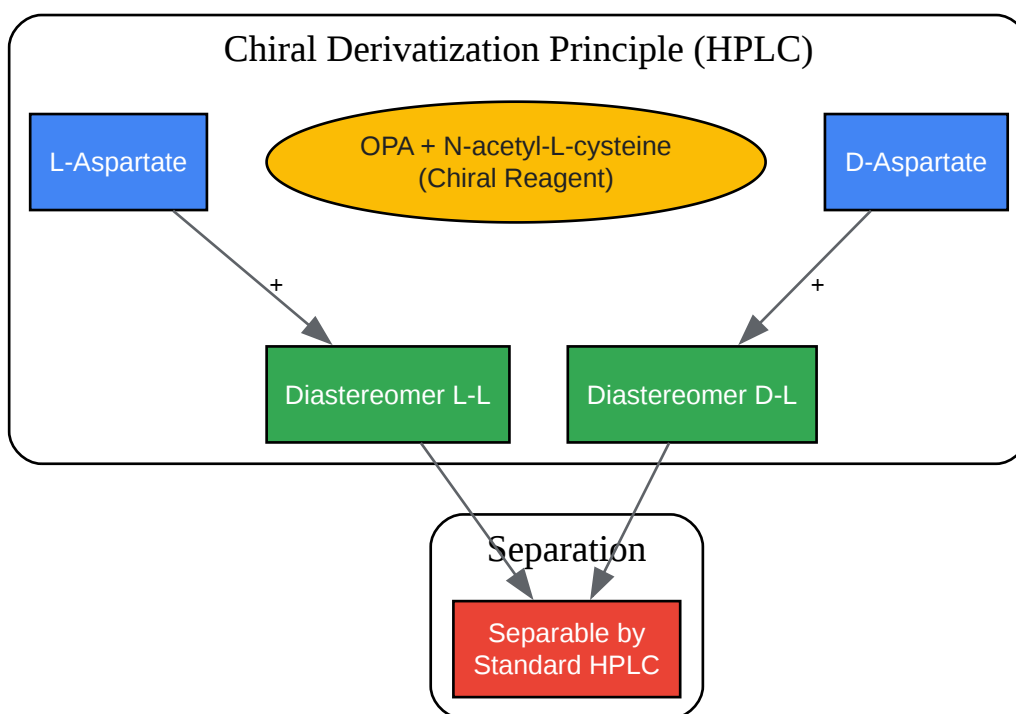 Chiral Derivatization Principle (HPLC)
L-Aspartate
OPA + N-acetyl-L-cysteine
(Chiral Reagent)
D-Aspartate
+
+
Diastereomer L-L
Diastereomer D-L
Separation
Separable by
Standard HPLC